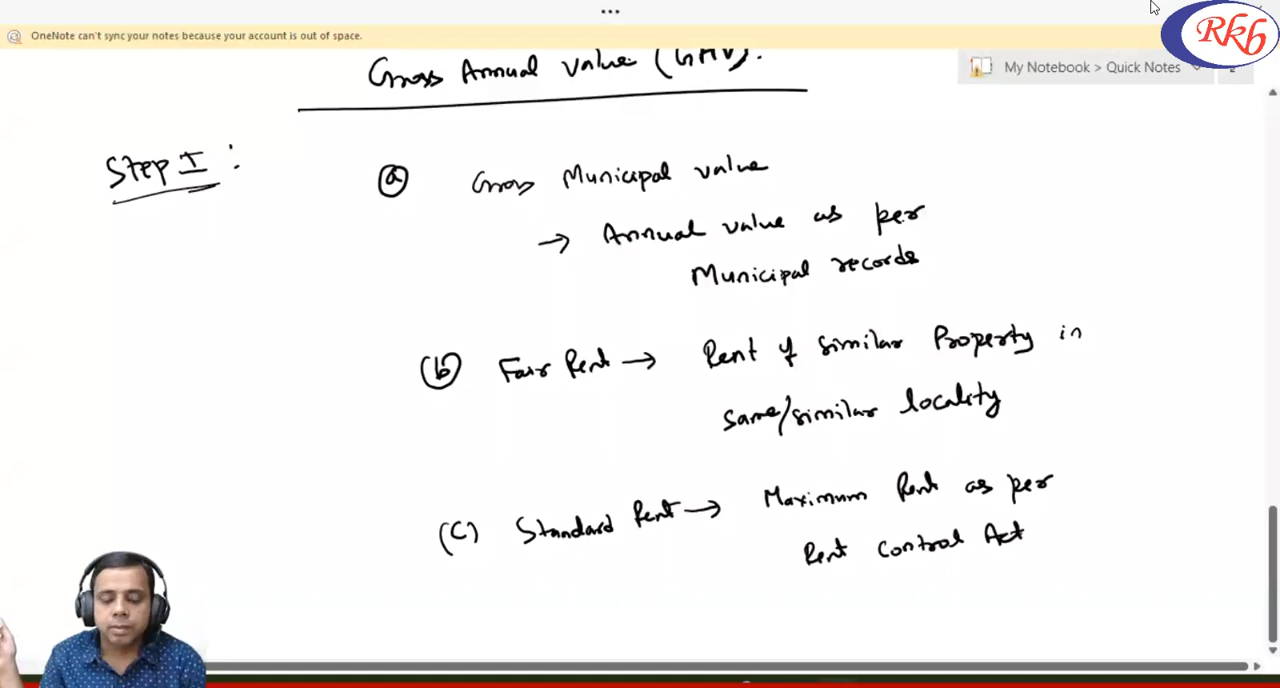 OneNote can't sync your notes because your account is out of space.
Rkb
My Notebook > Quick Notes
Gross Annual value (GAV).
Step I :
(a) Gross Municipal value
→ Annual value as per
Municipal records
(b) Fair Rent → Rent of similar Property in
same/similar locality
(C) Standard Rent → Maximum Rent as per
Rent Control Act